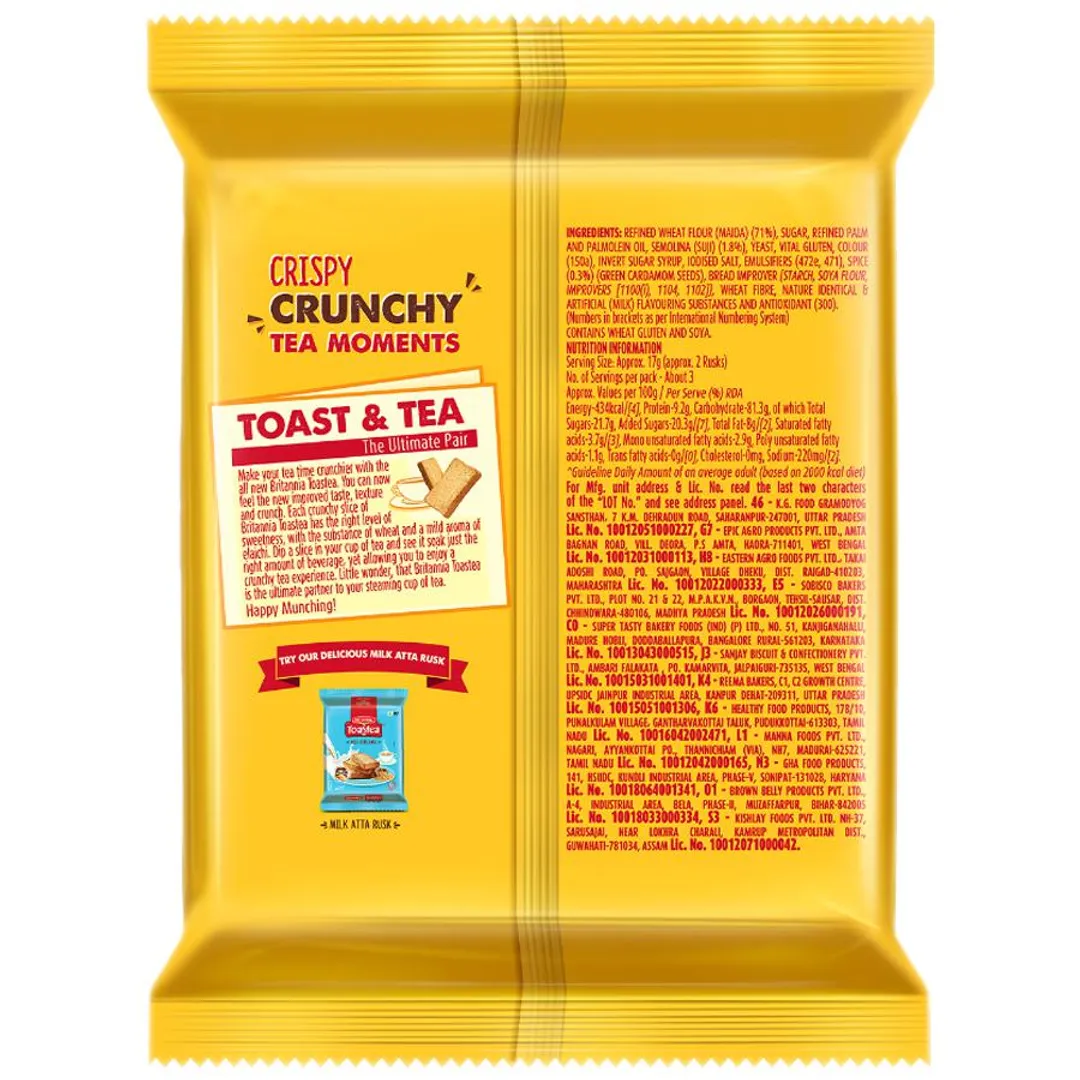 CRISPY
CRUNCHY
TEA MOMENTS
TOAST & TEA
The Ultimate Pair
Make your tea time crunchier with the
all new Britannia Toastea. You can now
feel the new improved taste, texture
and crunch. Each crunchy slice of
Britannia Toastea has the right level of
sweetness, with the substance of wheat and a mild aroma of
elaichi. Dip a slice in your cup of tea and see it soak just the
right amount of beverage, yet allowing you to enjoy a
crunchy tea experience. Little wonder, that Britannia Toastea
is the ultimate partner to your steaming cup of tea.
Happy Munching!
TRY OUR DELICIOUS MILK ATTA RUSK
Toastea
MILK ATTA RUSK
INGREDIENTS: REFINED WHEAT FLOUR (MAIDA) (71%), SUGAR, REFINED PALM
AND PALMOLEIN OIL, SEMOLINA (SUJI) (1.8%), YEAST, VITAL GLUTEN, COLOUR
(150a), INVERT SUGAR SYRUP, IODISED SALT, EMULSIFIERS (472e, 471), SPICE
(0.3%) (GREEN CARDAMOM SEEDS), BREAD IMPROVER (STARCH, SOYA FLOUR,
IMPROVERS [1100(i), 1104, 1102]), WHEAT FIBRE, NATURE IDENTICAL &
ARTIFICIAL (MILK) FLAVOURING SUBSTANCES AND ANTIOXIDANT (300).
(Numbers in brackets as per International Numbering System)
CONTAINS WHEAT GLUTEN AND SOYA.
NUTRITION INFORMATION
Serving Size: Approx. 17g (approx. 2 Rusks)
No. of Servings per pack - About 3
Approx. Values per 100g / Per Serve (%) RDA
Energy-434kcal/[4], Protein-9.2g, Carbohydrate-81.3g, of which Total
Sugars-21.7g, Added Sugars-20.3g/[7], Total Fat-8g/[2], Saturated fatty
acids-3.7g/[3], Mono unsaturated fatty acids-2.9g, Poly unsaturated fatty
acids-1.1g, Trans fatty acids-0g/[0], Cholesterol-0mg, Sodium-220mg/[2].
*Guideline Daily Amount of an average adult (based on 2000 kcal diet)
For Mfg. unit address & Lic. No. read the last two characters
of the "LOT No." and see address panel. 46 - K.G. FOOD GRAMODYOG
SANSTHAN, 7 K.M. DEHRADUN ROAD, SAHARANPUR-247001, UTTAR PRADESH
Lic. No. 10012051000227, G7 - EPIC AGRO PRODUCTS PVT. LTD., AMTA
BAGNAN ROAD, VILL. DEORA, P.S AMTA, HAORA-711401, WEST BENGAL
Lic. No. 10012031000113, H8 - EASTERN AGRO FOODS PVT. LTD., TAKAI
ADOSHI ROAD, PO. SAJGAON, VILLAGE DHEKU, DIST. RAIGAD-410203,
MAHARASHTRA Lic. No. 10012022000333, E5 - SOBISCO BAKERS
PVT. LTD., PLOT NO. 21 & 22, M.P.A.K.V.N., BORGAON, TEHSIL-SAUSAR, DIST.
CHHINDWARA-480106, MADHYA PRADESH Lic. No. 10012026000191,
CO - SUPER TASTY BAKERY FOODS (IND) (P) LTD., NO. 51, KANJIGANAHALLI,
MADURE HOBLI, DODDABALLAPURA, BANGALORE RURAL-561203, KARNATAKA
Lic. No. 10013043000515, J3 - SANJAY BISCUIT & CONFECTIONERY PVT.
LTD., AMBARI FALAKATA, PO. KAMARVITA, JALPAIGURI-735135, WEST BENGAL
Lic. No. 10015031001401, K4 - REEMA BAKERS, C1, C2 GROWTH CENTRE,
UPSIDC JAINPUR INDUSTRIAL AREA, KANPUR DEHAT-209311, UTTAR PRADESH
Lic. No. 10015051001306, K6 - HEALTHY FOOD PRODUCTS, 178/10,
PUNALKULAM VILLAGE, GANTHARVAKOTTAI TALUK, PUDUKKOTTAI-613303, TAMIL
NADU Lic. No. 10016042002471, L1 - MANNA FOODS PVT. LTD.,
NAGARI, AYYANKOTTAI PO., THANNICHIAM (VIA), NH7, MADURAI-625221,
TAMIL NADU Lic. No. 10012042000165, N3 - GHA FOOD PRODUCTS,
141, HSIIDC, KUNDLI INDUSTRIAL AREA, PHASE-V, SONIPAT-131028, HARYANA
Lic. No. 10018064001341, 01 - BROWN BELLY PRODUCTS PVT. LTD.,
A-4, INDUSTRIAL AREA, BELA, PHASE-II, MUZAFFARPUR, BIHAR-842005
Lic. No. 10018033000334, S3 - KISHLAY FOODS PVT. LTD. NH-37,
SARUSAJAI, NEAR LOKHRA CHARALI, KAMRUP METROPOLITAN DIST.,
GUWAHATI-781034, ASSAM Lic. No. 10012071000042.